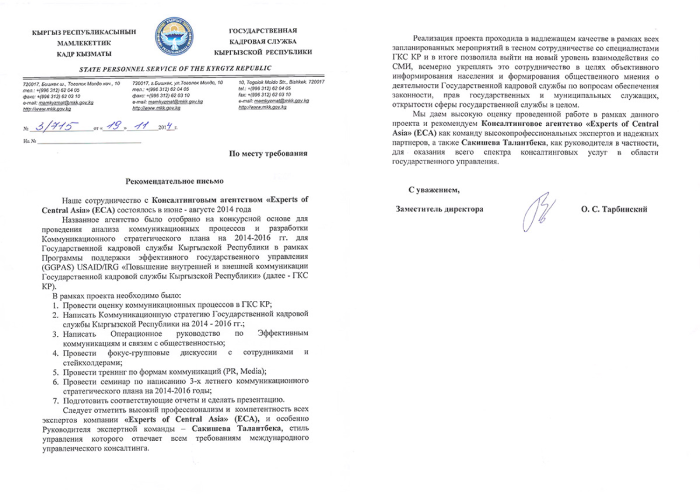 КЫРГЫЗ РЕСПУБЛИКАСЫНЫН
МАМЛЕКЕТТИК
КАДР КЫЗМАТЫ
ГОСУДАРСТВЕННАЯ
КАДРОВАЯ СЛУЖБА
КЫРГЫЗСКОЙ РЕСПУБЛИКИ
STATE PERSONNEL SERVICE OF THE KYRGYZ REPUBLIC
720017, Бишкек ш., Тоголок Молдо көч., 10
тел.: +(996 312) 62 04 05
факс: +(996 312) 62 03 10
e-mail: mamkyzmat@mkk.gov.kg
http://www.mkk.gov.kg
720017, г.Бишкек, ул.Тоголок Молдо, 10
тел.: +(996 312) 62 04 05
факс: +(996 312) 62 03 10
e-mail: mamkyzmat@mkk.gov.kg
http://www.mkk.gov.kg
10, Togolok Moldo Str., Bishkek, 720017
tel.: +(996 312) 62 04 05
fax: +(996 312) 62 03 10
e-mail: mamkyzmat@mkk.gov.kg
http://www.mkk.gov.kg
№ 3/715 от « 19 » 11 2014 г.
На №
По месту требования
Рекомендательное письмо
Наше сотрудничество с Консалтинговым агентством «Experts of
Central Asia» (ECA) состоялось в июне - августе 2014 года
Названное агентство было отобрано на конкурсной основе для
проведения анализа коммуникационных процессов и разработки
Коммуникационного стратегического плана на 2014-2016 гг. для
Государственной кадровой службы Кыргызской Республики в рамках
Программы поддержки эффективного государственного управления
(GGPAS) USAID/IRG «Повышение внутренней и внешней коммуникации
Государственной кадровой службы Кыргызской Республики» (далее - ГКС
КР).
В рамках проекта необходимо было:
1. Провести оценку коммуникационных процессов в ГКС КР;
2. Написать Коммуникационную стратегию Государственной кадровой
службы Кыргызской Республики на 2014 - 2016 гг.;
3. Написать Операционное руководство по Эффективным
коммуникациям и связям с общественностью;
4. Провести фокус-групповые дискуссии с сотрудниками и
стейкхолдерами;
5. Провести тренинг по формам коммуникаций (PR, Media);
6. Провести семинар по написанию 3-х летнего коммуникационного
стратегического плана на 2014-2016 годы;
7. Подготовить соответствующие отчеты и сделать презентацию.
Следует отметить высокий профессионализм и компетентность всех
экспертов компании «Experts of Central Asia» (ECA), и особенно
Руководителя экспертной команды – Сакишева Талантбека, стиль
управления которого отвечает всем требованиям международного
управленческого консалтинга.
Реализация проекта проходила в надлежащем качестве в рамках всех
запланированных мероприятий в тесном сотрудничестве со специалистами
ГКС КР и в итоге позволила выйти на новый уровень взаимодействия со
СМИ, всемерно укреплять это сотрудничество в целях объективного
информирования населения и формирования общественного мнения о
деятельности Государственной кадровой службы по вопросам обеспечения
законности, прав государственных и муниципальных служащих,
открытости сферы государственной службы в целом.
Мы даем высокую оценку проведенной работе в рамках данного
проекта и рекомендуем Консалтинговое агентство «Experts of Central
Asia» (ECA) как команду высокопрофессиональных экспертов и надежных
партнеров, а также Сакишева Талантбека, как руководителя в частности,
для оказания всего спектра консалтинговых услуг в области
государственного управления.
С уважением,
Заместитель директора
О. С. Тарбинский